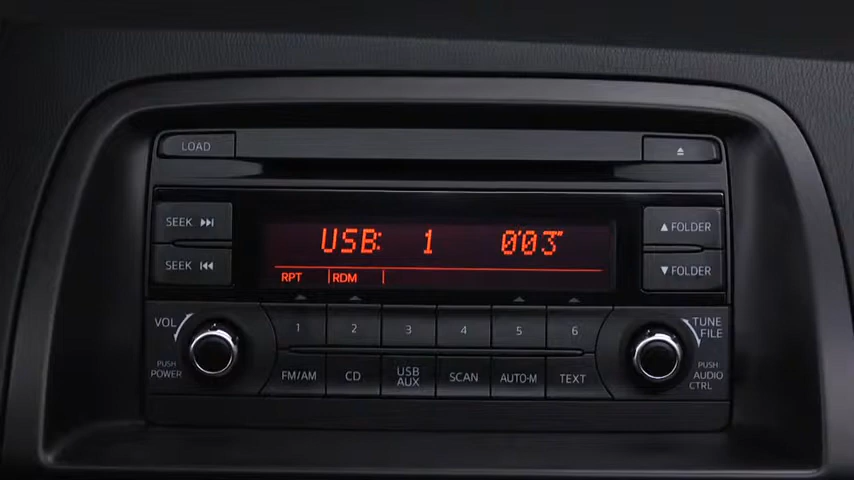 LOAD
SEEK
SEEK
USB: 1 0'03"
RPT RDM
FOLDER
FOLDER
VOL
PUSH
POWER
1 2 3 4 5 6
FM/AM CD USB AUX SCAN AUTO-M TEXT
TUNE
FILE
PUSH
AUDIO
CTRL